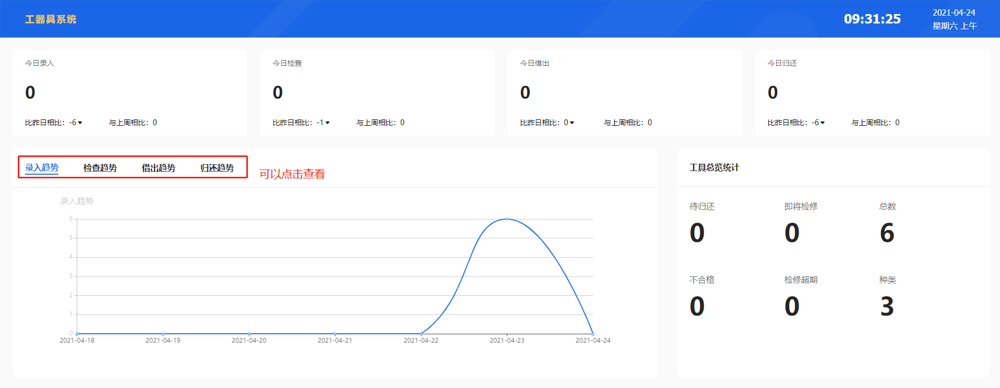 工器具系统
09:31:25
2021-04-24
星期六 上午
今日录入
0
比昨日相比：-6 与上周相比：0
今日检查
0
比昨日相比：-1 与上周相比：0
今日借出
0
比昨日相比：0 与上周相比：0
今日归还
0
比昨日相比：-6 与上周相比：0
录入趋势 检查趋势 借出趋势 归还趋势
可以点击查看
录入趋势
6
5
4
3
2
1
0
2021-04-18 2021-04-19 2021-04-20 2021-04-21 2021-04-22 2021-04-23 2021-04-24
工具总览统计
待归还 即将检修 总数
0 0 6
不合格 检修超期 种类
0 0 3